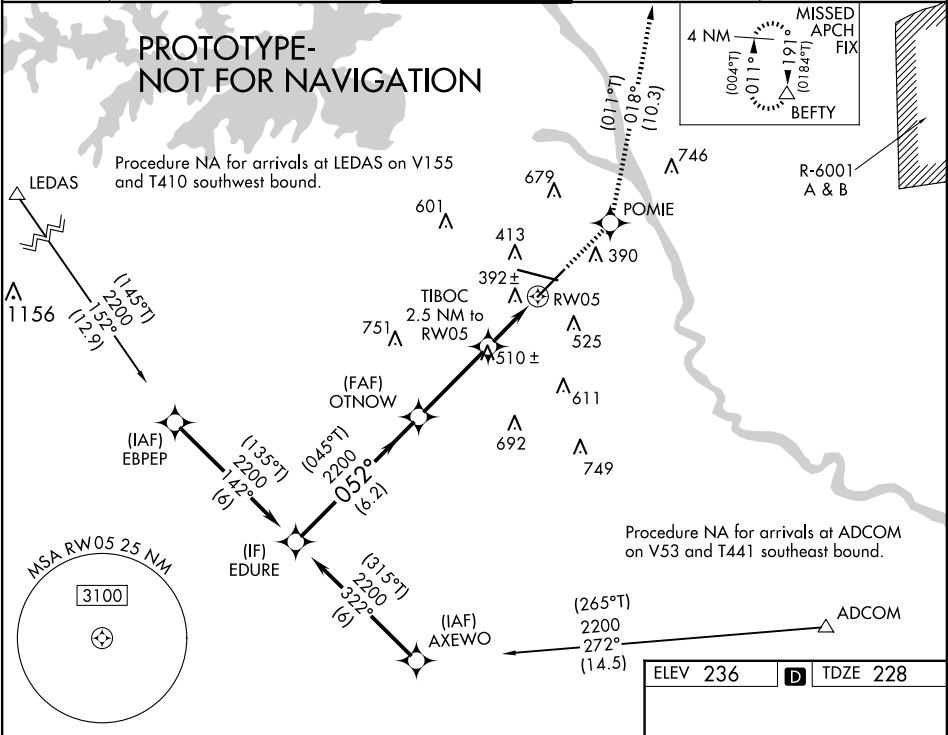 PROTOTYPE-
NOT FOR NAVIGATION
MISSED
APCH
FIX
4 NM
(004°T)
011°
191°
(0184°T)
BEFTY
R-6001
A & B
(011°T)
018°
(10.3)
Procedure NA for arrivals at LEDAS on V155
and T410 southwest bound.
LEDAS
746
679
601
POMIE
413
390
392 ±
RW05
TIBOC
2.5 NM to
RW05
1156
(145°T)
2200
152°
(12.9)
751
525
510 ±
(FAF)
OTNOW
611
692
749
(IAF)
EBPEP
(135°T)
2200
142°
(6)
(045°T)
2200
052°
(6.2)
(IF)
EDURE
Procedure NA for arrivals at ADCOM
on V53 and T441 southeast bound.
MSA RW05 25 NM
3100
(315°T)
2200
322°
(6)
(IAF)
AXEWO
(265°T)
2200
272°
(14.5)
ADCOM
ELEV 236 D TDZE 228